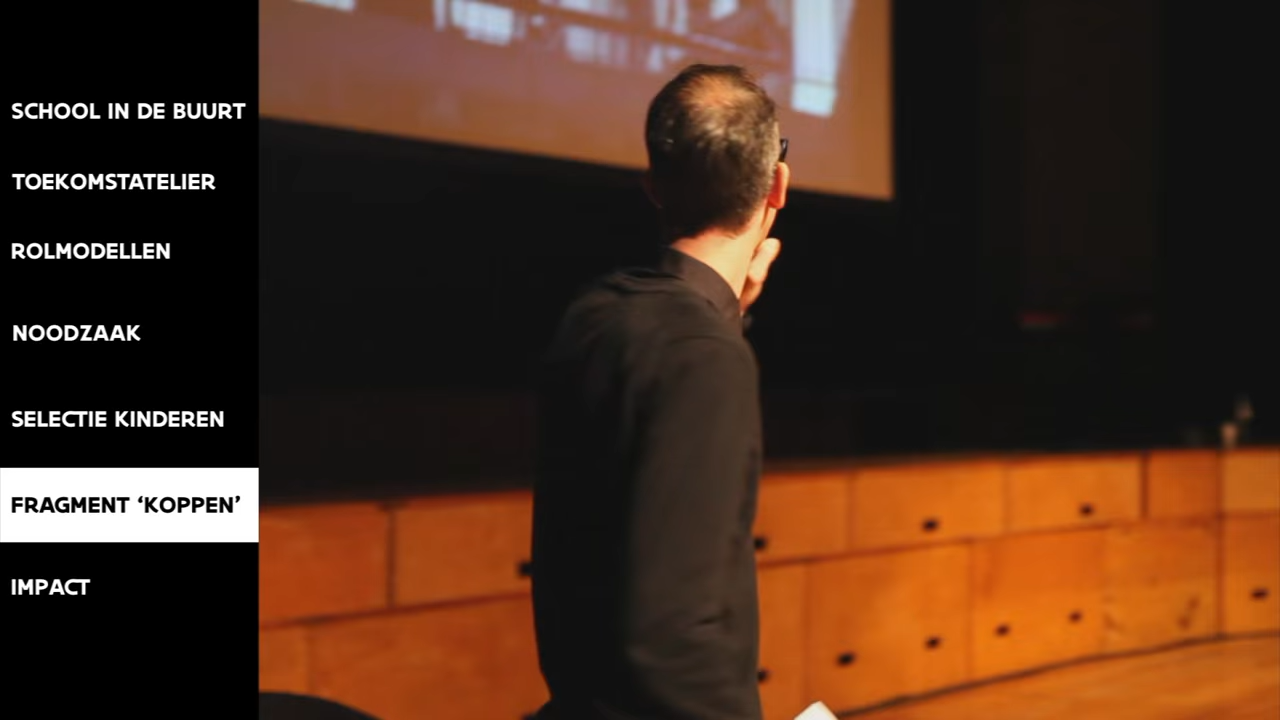 SCHOOL IN DE BUURT
TOEKOMSTATELIER
ROLMODELLEN
NOODZAAK
SELECTIE KINDEREN
FRAGMENT ‘KOPPEN’
IMPACT